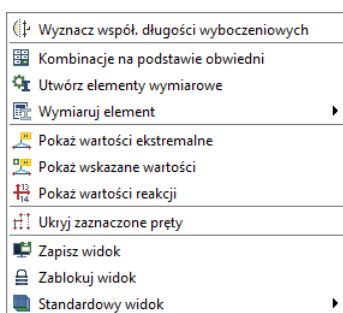 Wyznacz współ. długości wyboczeniowych
Kombinacje na podstawie obwiedni
Utwórz elementy wymiarowe
Wymiaruj element
Pokaż wartości ekstremalne
Pokaż wskazane wartości
Pokaż wartości reakcji
Ukryj zaznaczone pręty
Zapisz widok
Zablokuj widok
Standardowy widok